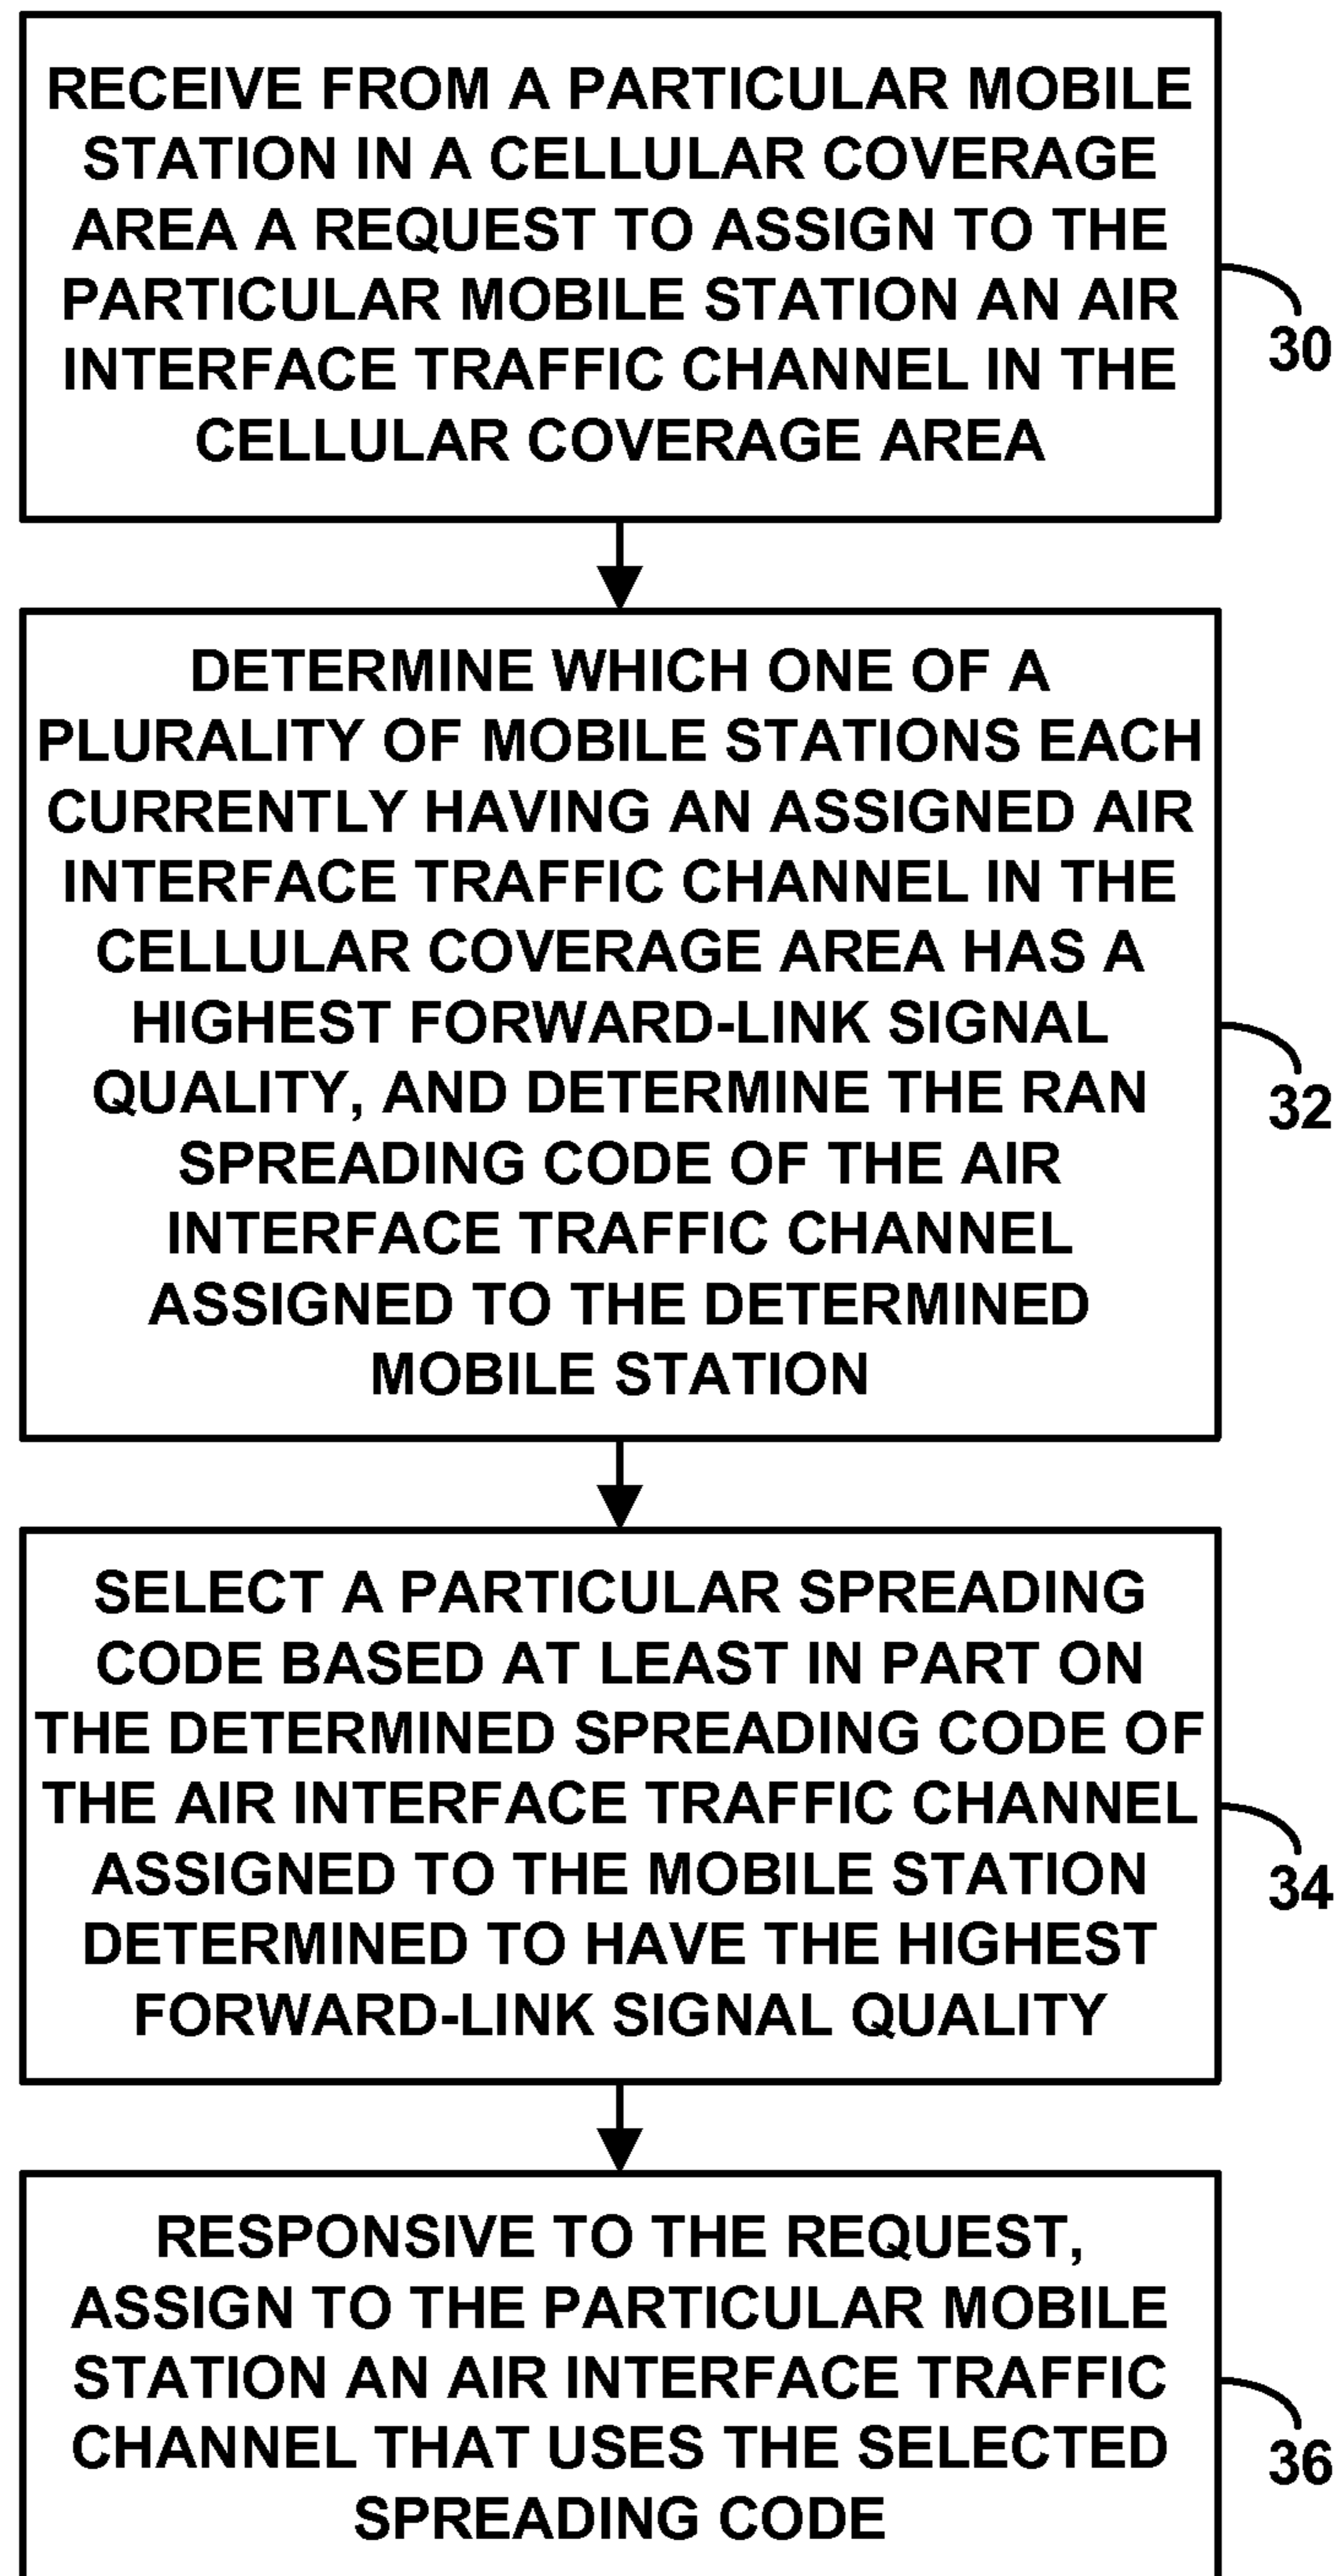 RECEIVE FROM A PARTICULAR MOBILE
STATION IN A CELLULAR COVERAGE
AREA A REQUEST TO ASSIGN TO THE
PARTICULAR MOBILE STATION AN AIR
INTERFACE TRAFFIC CHANNEL IN THE
CELLULAR COVERAGE AREA
30
DETERMINE WHICH ONE OF A
PLURALITY OF MOBILE STATIONS EACH
CURRENTLY HAVING AN ASSIGNED AIR
INTERFACE TRAFFIC CHANNEL IN THE
CELLULAR COVERAGE AREA HAS A
HIGHEST FORWARD-LINK SIGNAL
QUALITY, AND DETERMINE THE RAN
SPREADING CODE OF THE AIR
INTERFACE TRAFFIC CHANNEL
ASSIGNED TO THE DETERMINED
MOBILE STATION
32
SELECT A PARTICULAR SPREADING
CODE BASED AT LEAST IN PART ON
THE DETERMINED SPREADING CODE OF
THE AIR INTERFACE TRAFFIC CHANNEL
ASSIGNED TO THE MOBILE STATION
DETERMINED TO HAVE THE HIGHEST
FORWARD-LINK SIGNAL QUALITY
34
RESPONSIVE TO THE REQUEST,
ASSIGN TO THE PARTICULAR MOBILE
STATION AN AIR INTERFACE TRAFFIC
CHANNEL THAT USES THE SELECTED
SPREADING CODE
36